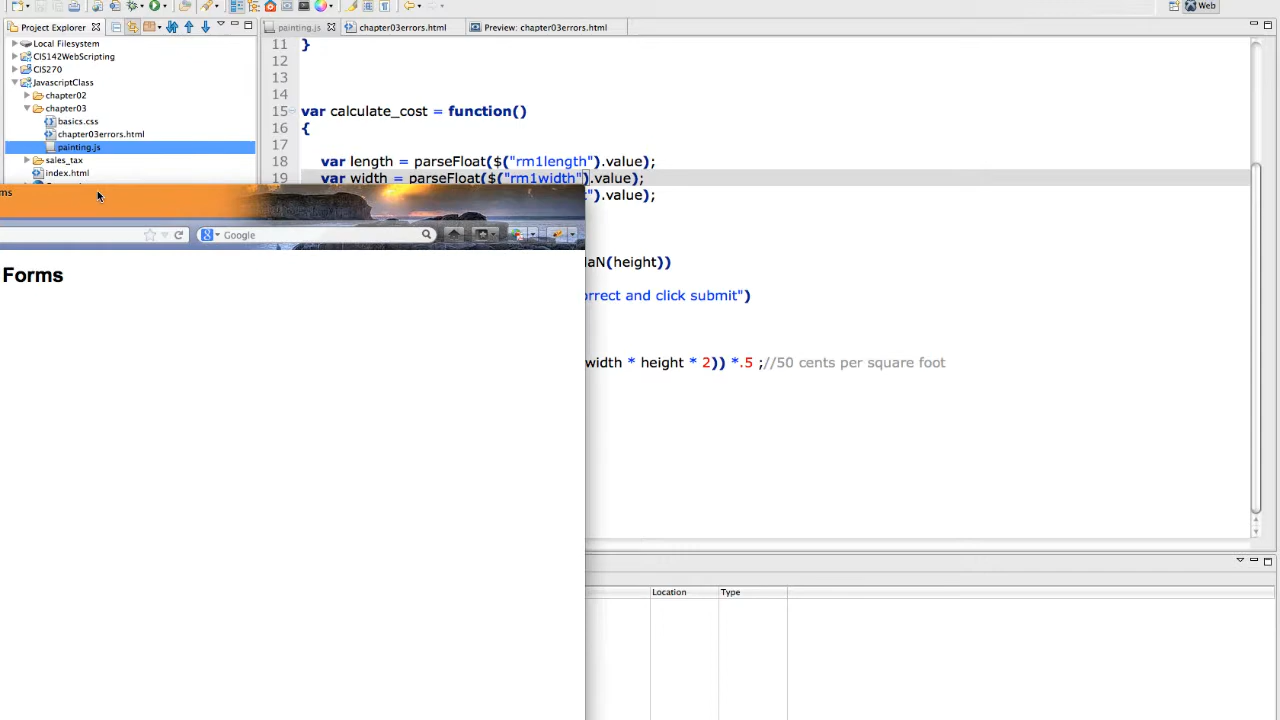 Web
Project Explorer
painting.js
chapter03errors.html
Preview: chapter03errors.html
Local Filesystem
CIS142WebScripting
CIS270
JavascriptClass
chapter02
chapter03
basics.css
chapter03errors.html
painting.js
sales_tax
index.html
11 }
12
13
14
15 var calculate_cost = function()
16 {
17
18 var length = parseFloat($("rm1length").value);
19 var width = parseFloat($("rm1width").value);
").value);
aN(height))
orrect and click submit")
width * height * 2)) *.5 ;//50 cents per square foot
ms
Google
Forms
Location
Type